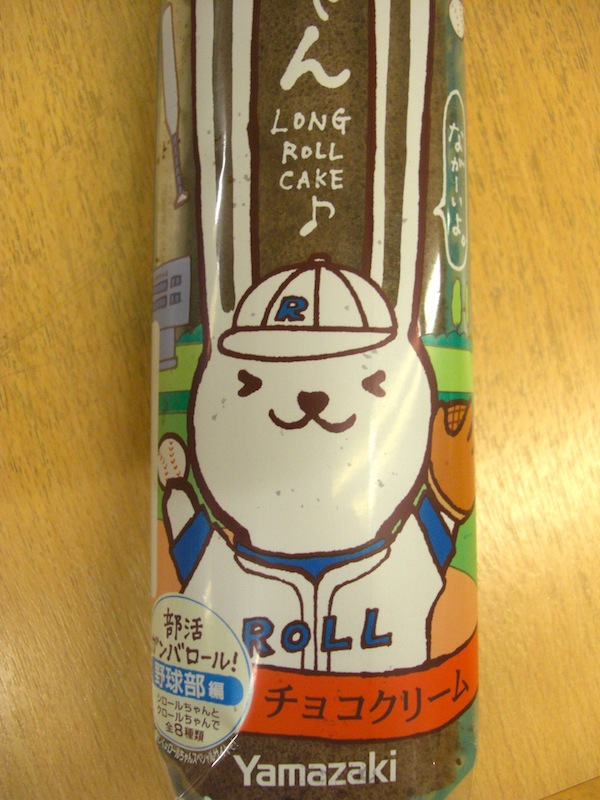 ん
LONG
ROLL
CAKE
ながーいよ。
R
ROLL
部活
ガンバロール!
野球部編
シロールちゃんと
クロールちゃんで
全8種類
チョコクリーム
Yamazaki